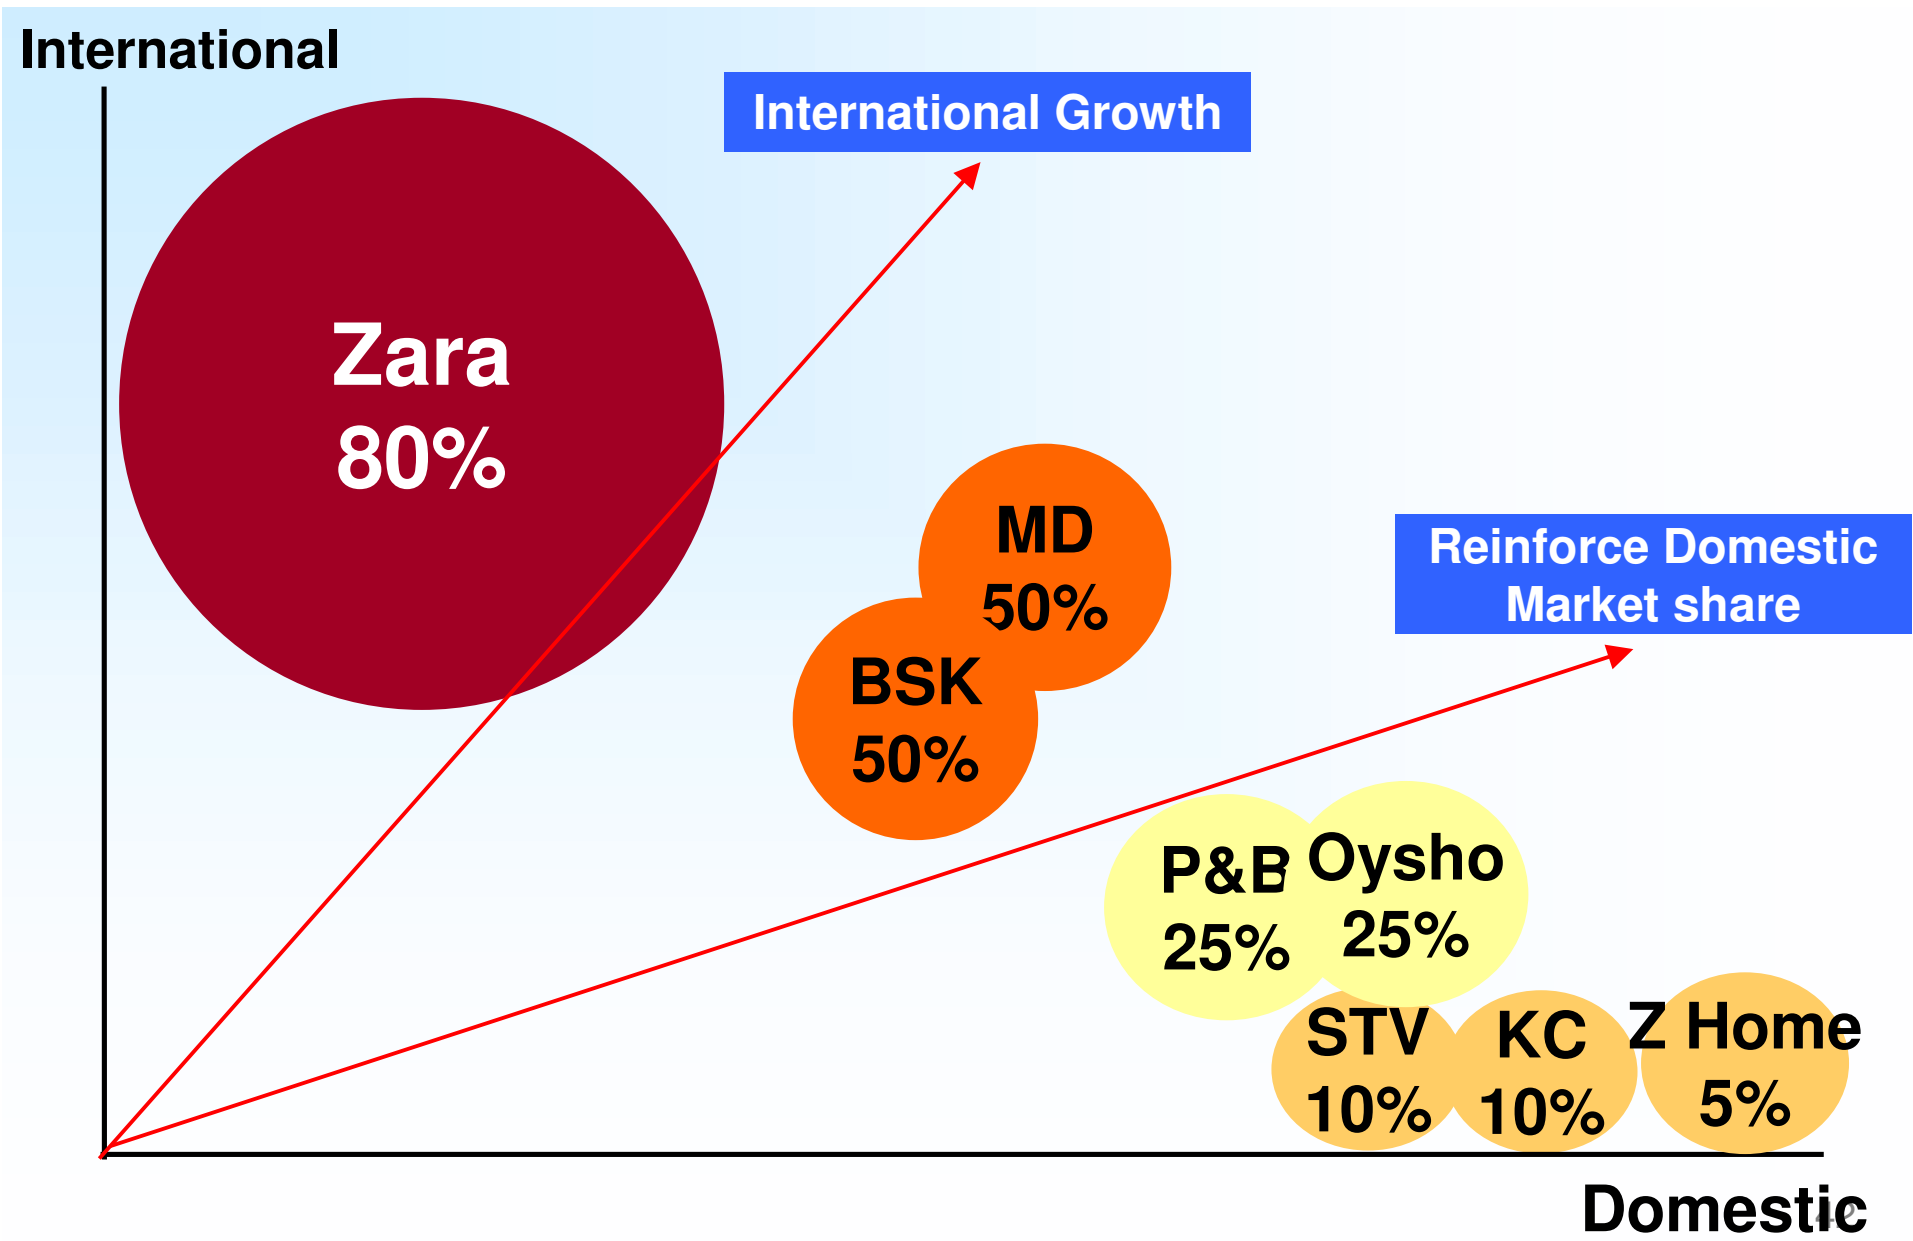 International
International Growth
Zara
80%
MD
50%
BSK
50%
Reinforce Domestic
Market share
P&B
25%
Oysho
25%
STV
10%
KC
10%
Z Home
5%
Domestic
42